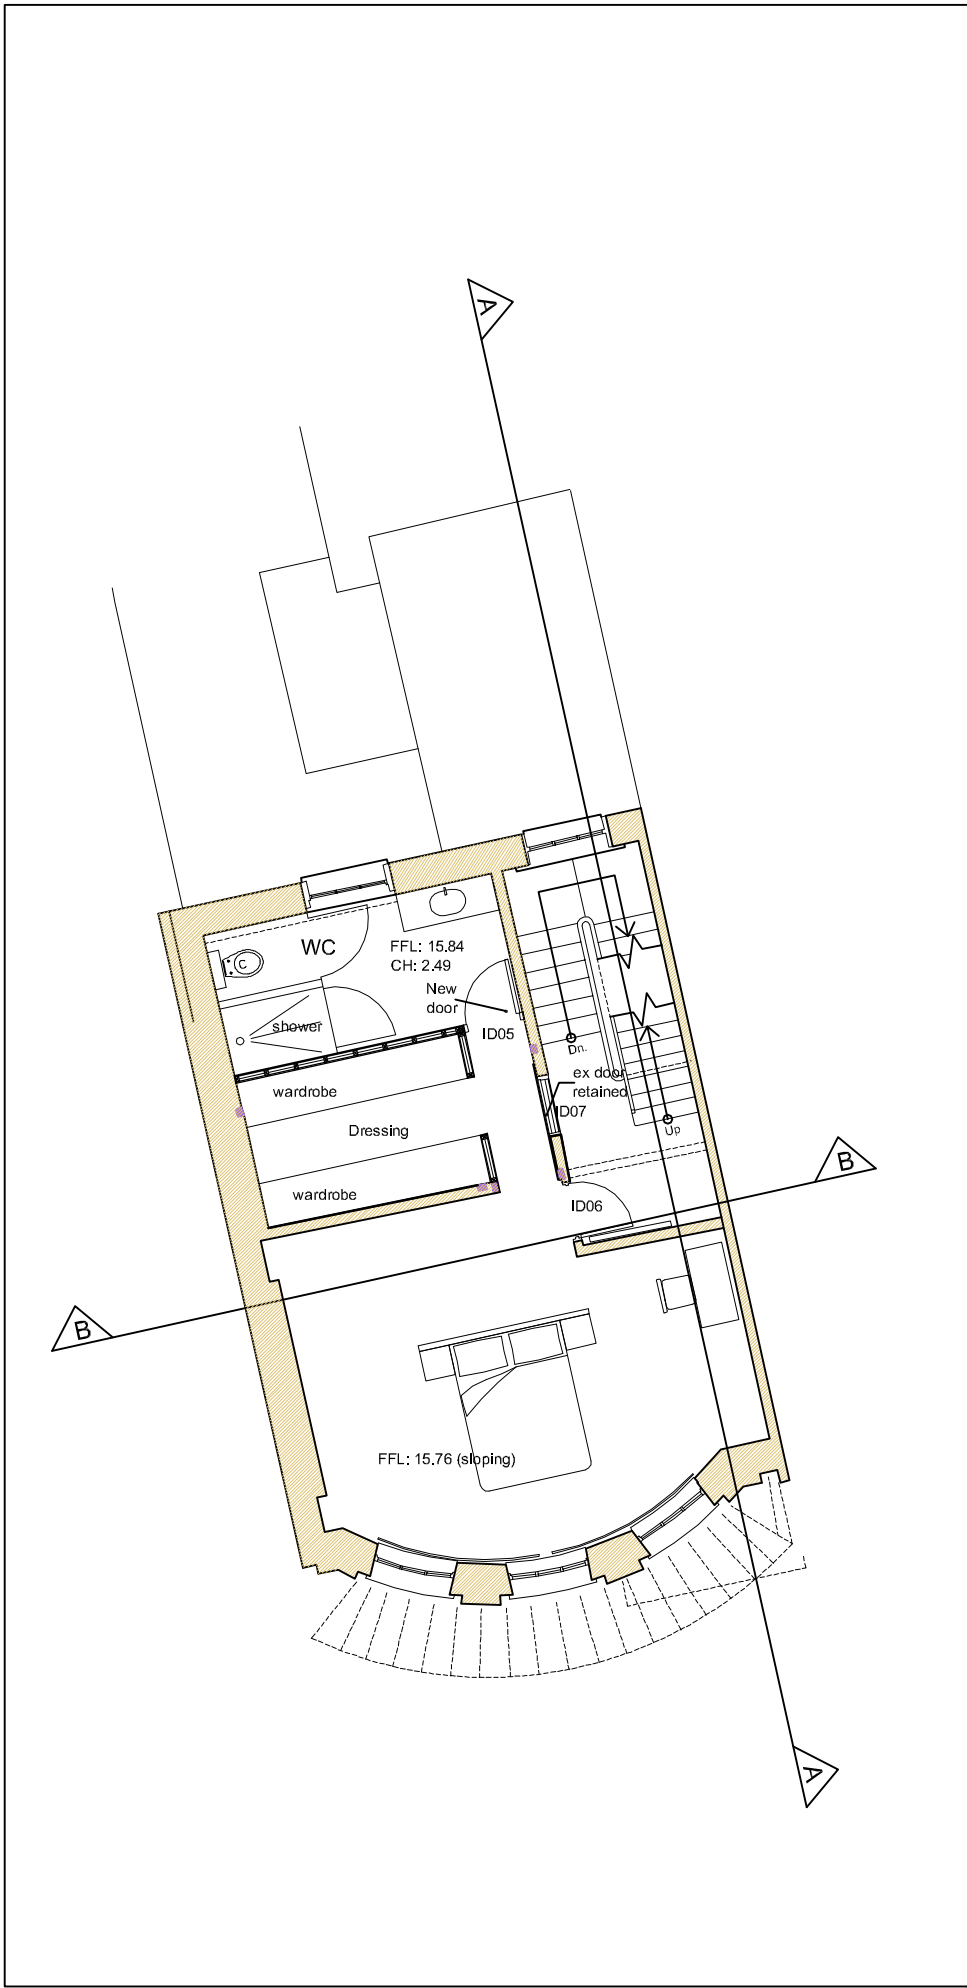 A
WC
FFL: 15.84
CH: 2.49
C
New
door
shower
ID05
Dn.
ex door
retained
wardrobe
ID07
Dressing
Up
B
wardrobe
ID06
B
FFL: 15.76 (sloping)
A